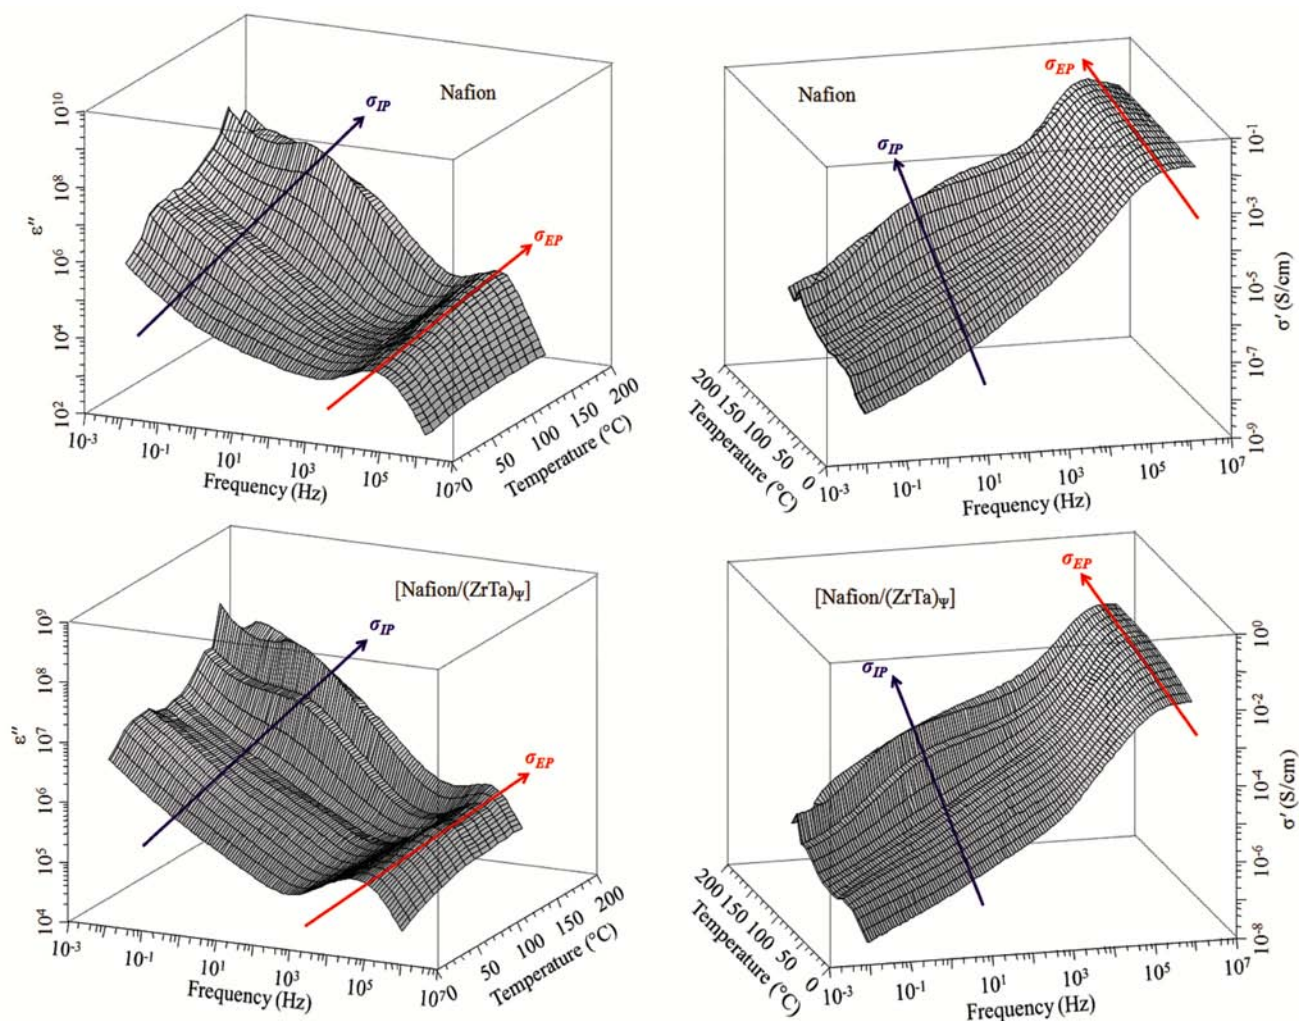 Nafion
σIP
σEP
10^10
10^8
10^6
10^4
10^2
ε″
10^-3
10^-1
10^1
10^3
10^5
10^7
Frequency (Hz)
0
50
100
150
200
Temperature (°C)
Nafion
σEP
σIP
10^-1
10^-3
10^-5
10^-7
10^-9
σ′ (S/cm)
200
150
100
50
0
Temperature (°C)
10^-3
10^-1
10^1
10^3
10^5
10^7
Frequency (Hz)
[Nafion/(ZrTa)Ψ]
σIP
σEP
10^9
10^8
10^7
10^6
10^5
10^4
ε″
10^-3
10^-1
10^1
10^3
10^5
10^7
Frequency (Hz)
0
50
100
150
200
Temperature (°C)
[Nafion/(ZrTa)Ψ]
σEP
σIP
10^0
10^-2
10^-4
10^-6
10^-8
σ′ (S/cm)
200
150
100
50
0
Temperature (°C)
10^-3
10^-1
10^1
10^3
10^5
10^7
Frequency (Hz)